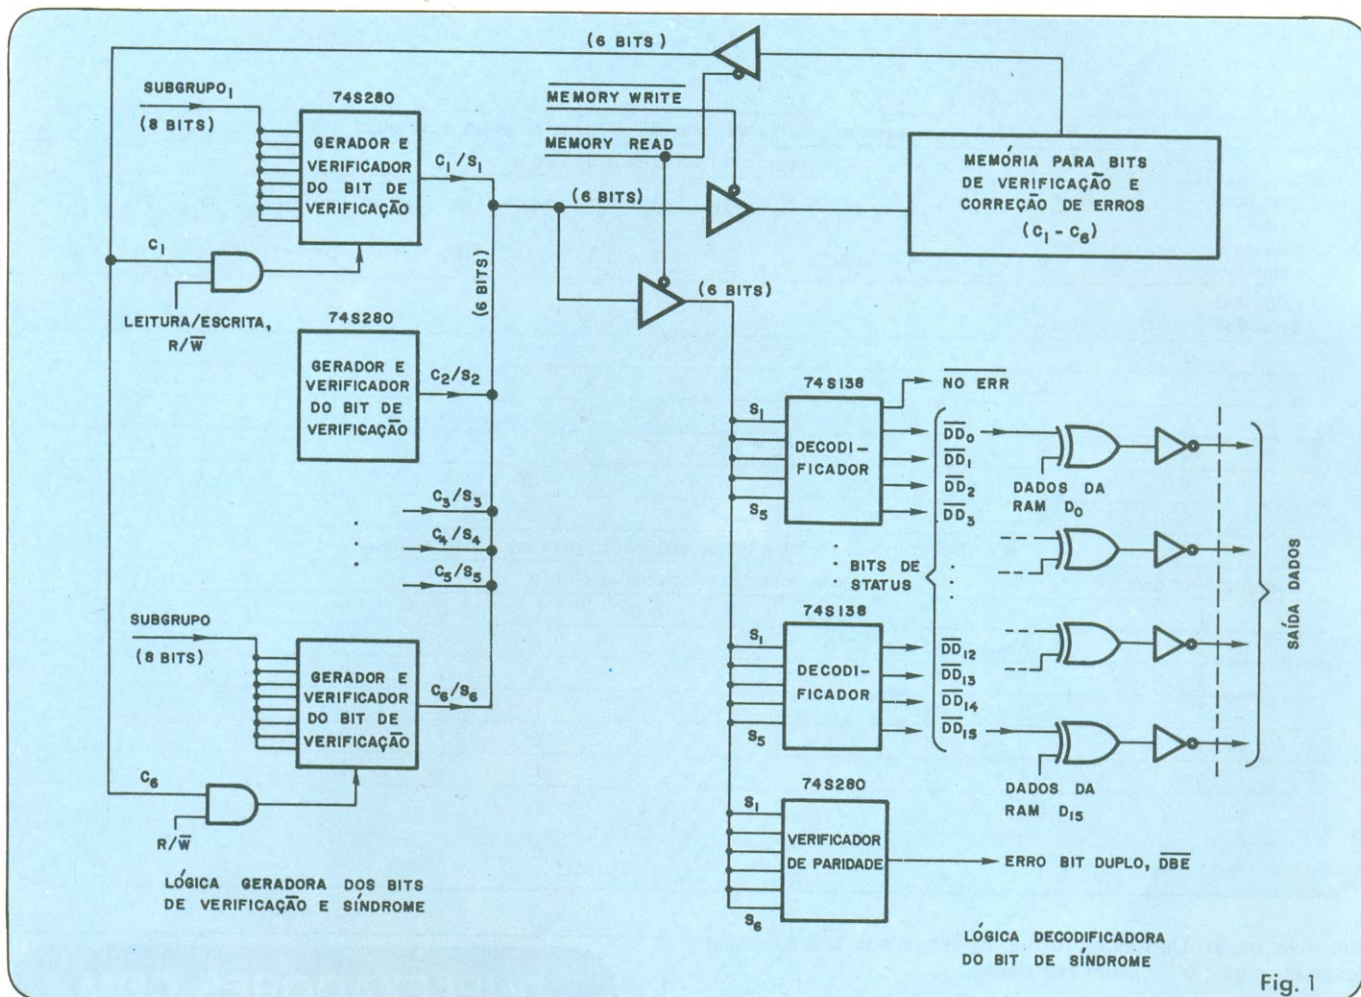 (6 BITS)
SUBGRUPO₁
(8 BITS)
74S280
GERADOR E
VERIFICADOR
DO BIT DE
VERIFICAÇÃO
C₁/S₁
C₁
LEITURA/ESCRITA,
R/W̅
MEMORY WRITE
MEMORY READ
(6 BITS)
(6 BITS)
(6 BITS)
MEMÓRIA PARA BITS
DE VERIFICAÇÃO E
CORREÇÃO DE ERROS
(C₁ - C₆)
74S280
GERADOR E
VERIFICADOR
DO BIT DE
VERIFICAÇÃO
C₂/S₂
C₃/S₃
C₄/S₄
C₅/S₅
SUBGRUPO
(8 BITS)
74S280
GERADOR E
VERIFICADOR
DO BIT DE
VERIFICAÇÃO
C₆/S₆
C₆
R/W̅
LÓGICA GERADORA DOS BITS
DE VERIFICAÇÃO E SÍNDROME
74S138
S₁
S₅
DECODI-
FICADOR
NO ERR
DD₀
DD₁
DD₂
DD₃
DADOS DA
RAM D₀
BITS DE
STATUS
74S138
S₁
S₅
DECODI-
FICADOR
DD₁₂
DD₁₃
DD₁₄
DD₁₅
DADOS DA
RAM D₁₅
SAÍDA DADOS
74S280
S₁
S₆
VERIFICADOR
DE PARIDADE
ERRO BIT DUPLO, DBE
LÓGICA DECODIFICADORA
DO BIT DE SÍNDROME
Fig. 1